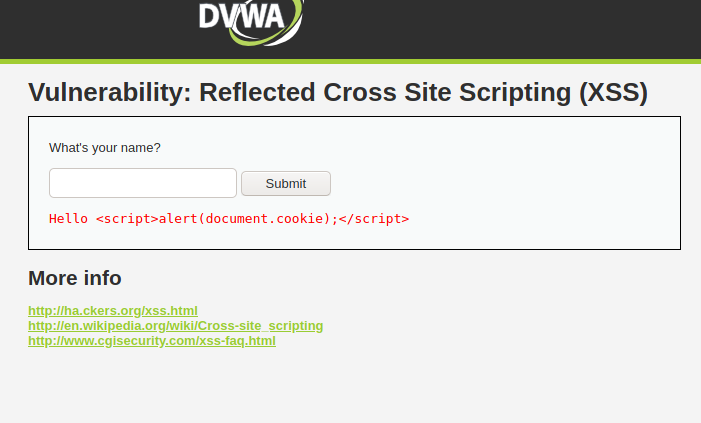 DVWA
Vulnerability: Reflected Cross Site Scripting (XSS)
What's your name?
Submit
Hello <script>alert(document.cookie);</script>
More info
http://ha.ckers.org/xss.html
http://en.wikipedia.org/wiki/Cross-site_scripting
http://www.cgisecurity.com/xss-faq.html